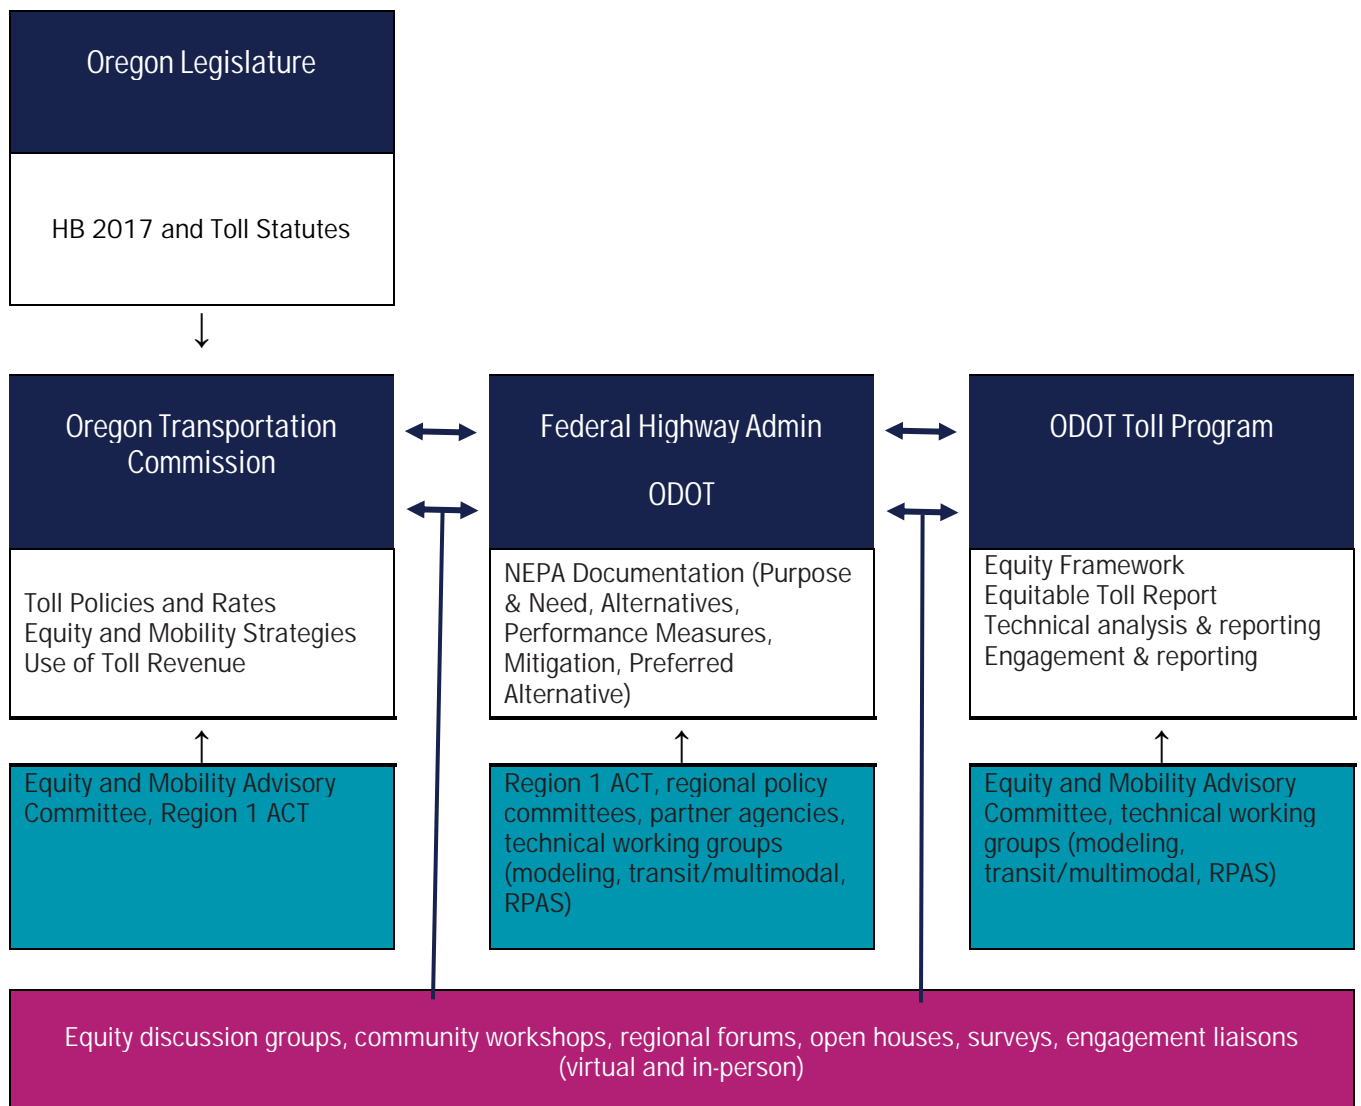 Oregon Legislature
HB 2017 and Toll Statutes
Oregon Transportation
Commission
Toll Policies and Rates
Equity and Mobility Strategies
Use of Toll Revenue
Equity and Mobility Advisory
Committee, Region 1 ACT
Federal Highway Admin
ODOT
NEPA Documentation (Purpose
& Need, Alternatives,
Performance Measures,
Mitigation, Preferred
Alternative)
Region 1 ACT, regional policy
committees, partner agencies,
technical working groups
(modeling, transit/multimodal,
RPAS)
ODOT Toll Program
Equity Framework
Equitable Toll Report
Technical analysis & reporting
Engagement & reporting
Equity and Mobility Advisory
Committee, technical working
groups (modeling,
transit/multimodal, RPAS)
Equity discussion groups, community workshops, regional forums, open houses, surveys, engagement liaisons
(virtual and in-person)